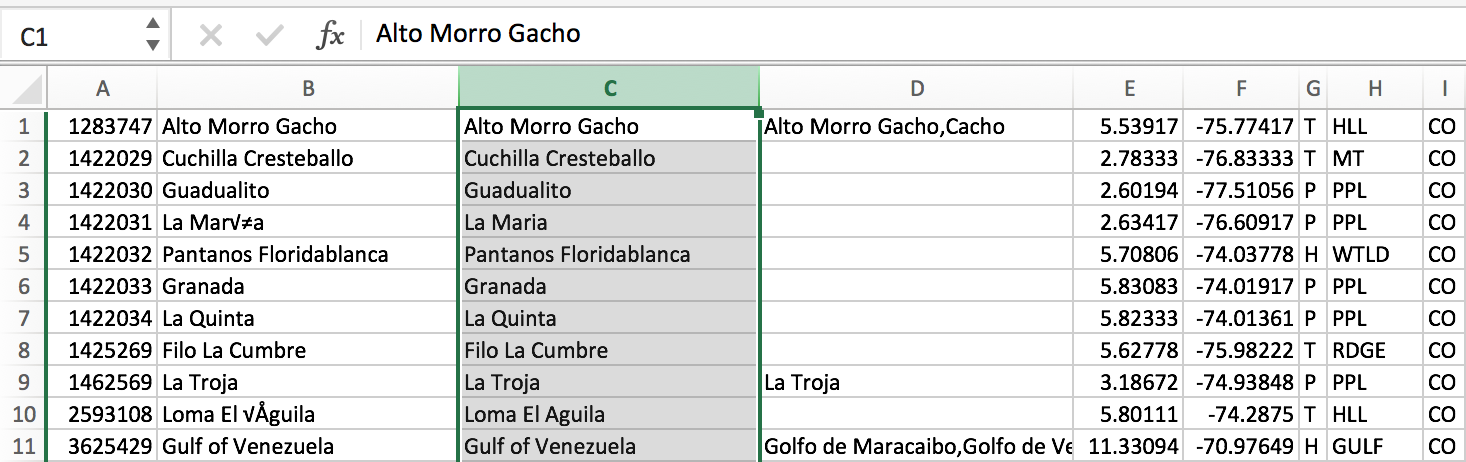 C1 fx Alto Morro Gacho
A B C D E F G H I
1 1283747 Alto Morro Gacho Alto Morro Gacho Alto Morro Gacho,Cacho 5.53917 -75.77417 T HLL CO
2 1422029 Cuchilla Cresteballo Cuchilla Cresteballo 2.78333 -76.83333 T MT CO
3 1422030 Guadualito Guadualito 2.60194 -77.51056 P PPL CO
4 1422031 La Mar√≠a La Maria 2.63417 -76.60917 P PPL CO
5 1422032 Pantanos Floridablanca Pantanos Floridablanca 5.70806 -74.03778 H WTLD CO
6 1422033 Granada Granada 5.83083 -74.01917 P PPL CO
7 1422034 La Quinta La Quinta 5.82333 -74.01361 P PPL CO
8 1425269 Filo La Cumbre Filo La Cumbre 5.62778 -75.98222 T RDGE CO
9 1462569 La Troja La Troja La Troja 3.18672 -74.93848 P PPL CO
10 2593108 Loma El √Åguila Loma El Aguila 5.80111 -74.2875 T HLL CO
11 3625429 Gulf of Venezuela Gulf of Venezuela Golfo de Maracaibo,Golfo de Ve 11.33094 -70.97649 H GULF CO